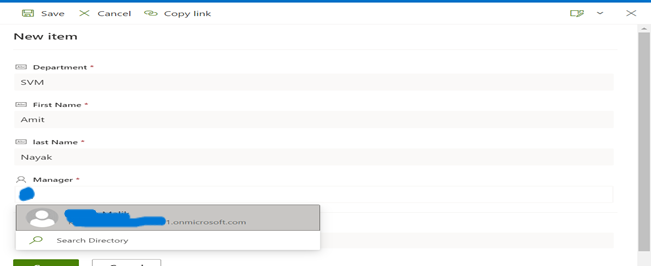 Save Cancel Copy link
New item
Department *
SVM
First Name *
Amit
last Name *
Nayak
Manager *
1.onmicrosoft.com
Search Directory